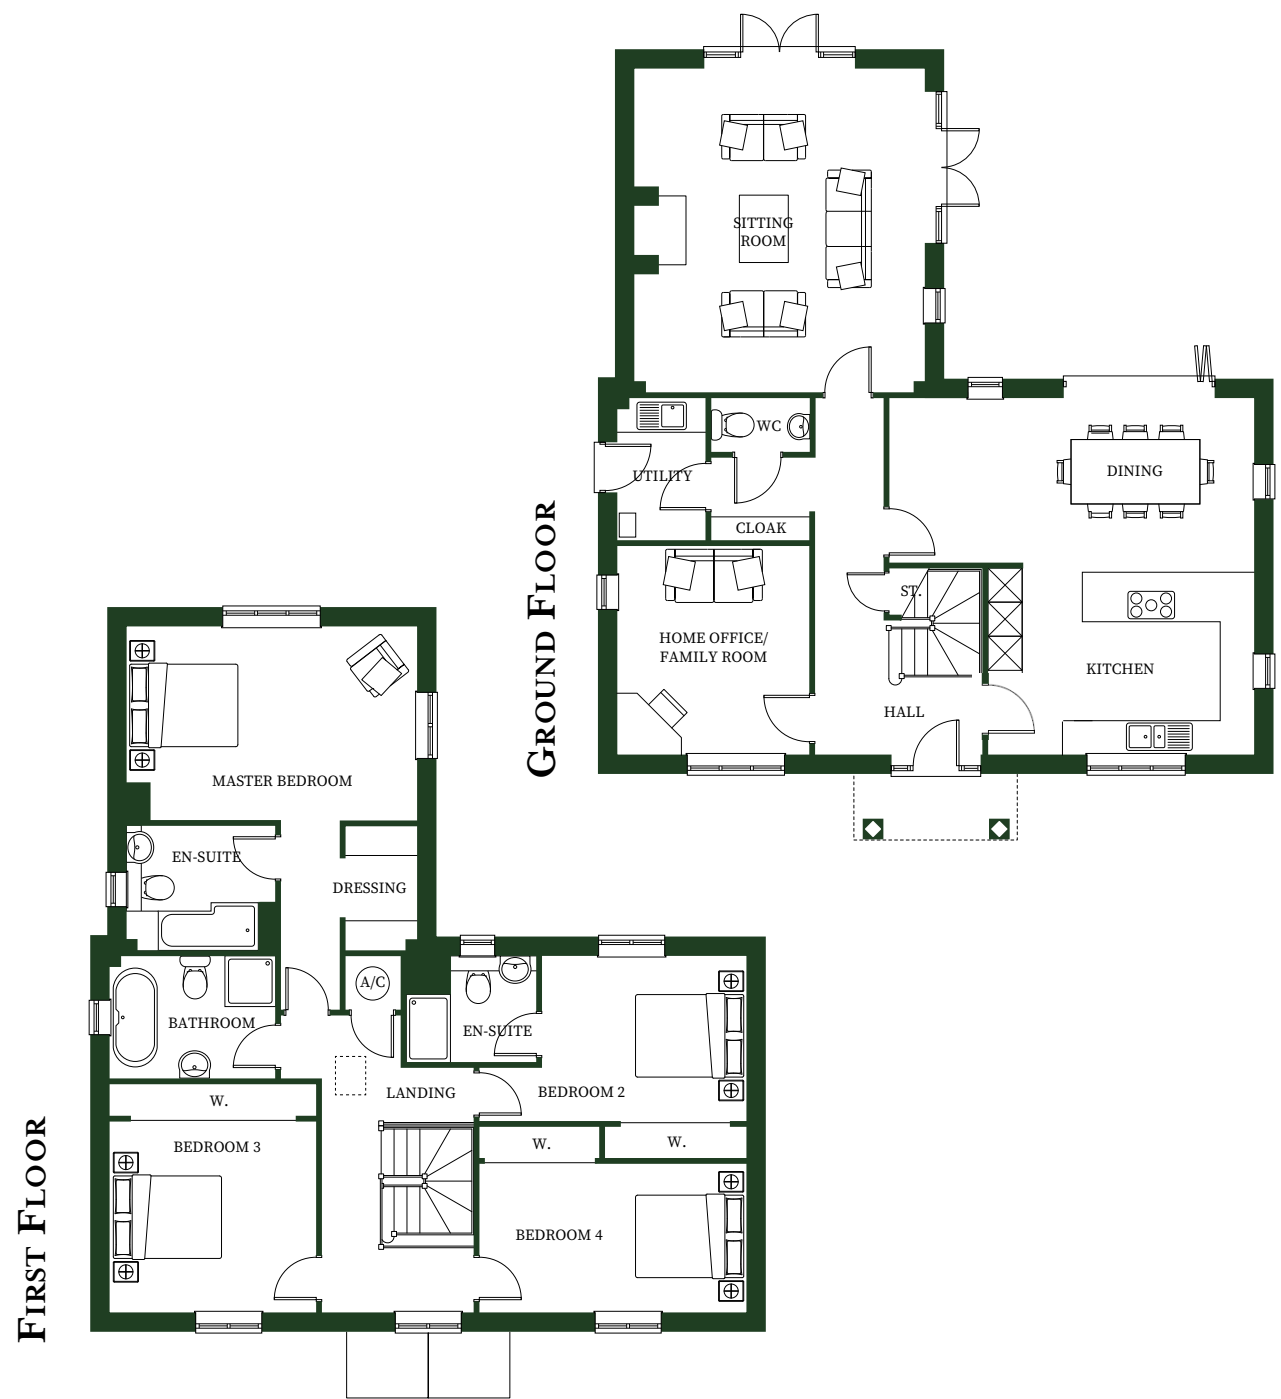 GROUND FLOOR
SITTING
ROOM
WC
UTILITY
CLOAK
DINING
ST.
HOME OFFICE/
FAMILY ROOM
KITCHEN
HALL
FIRST FLOOR
MASTER BEDROOM
EN-SUITE
DRESSING
A/C
BATHROOM
EN-SUITE
LANDING
BEDROOM 2
W.
BEDROOM 3
W.
W.
BEDROOM 4